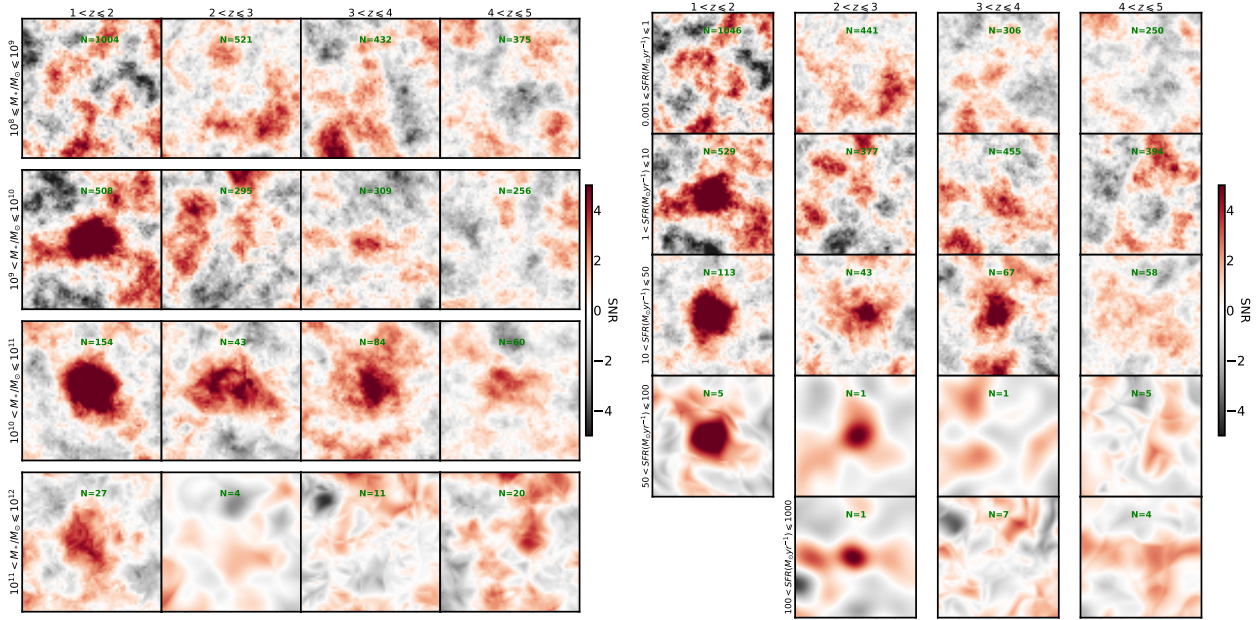 1 < z ⩽ 2 2 < z ⩽ 3 3 < z ⩽ 4 4 < z ⩽ 5
10⁸ ⩽ M⋆/M⊙ ⩽ 10⁹
N=1004 N=521 N=432 N=375
10⁹ < M⋆/M⊙ ⩽ 10¹⁰
N=508 N=295 N=309 N=256
10¹⁰ < M⋆/M⊙ ⩽ 10¹¹
N=154 N=43 N=84 N=60
10¹¹ < M⋆/M⊙ ⩽ 10¹²
N=27 N=4 N=11 N=20
4
2
0
−2
−4
SNR
1 < z ⩽ 2 2 < z ⩽ 3 3 < z ⩽ 4 4 < z ⩽ 5
0.001 ⩽ SFR(M⊙yr⁻¹) ⩽ 1
N=1046 N=441 N=306 N=250
1 < SFR(M⊙yr⁻¹) ⩽ 10
N=529 N=377 N=455 N=394
10 < SFR(M⊙yr⁻¹) ⩽ 50
N=113 N=43 N=67 N=58
50 < SFR(M⊙yr⁻¹) ⩽ 100
N=5 N=1 N=1 N=5
100 < SFR(M⊙yr⁻¹) ⩽ 1000
N=1 N=7 N=4
4
2
0
−2
−4
SNR